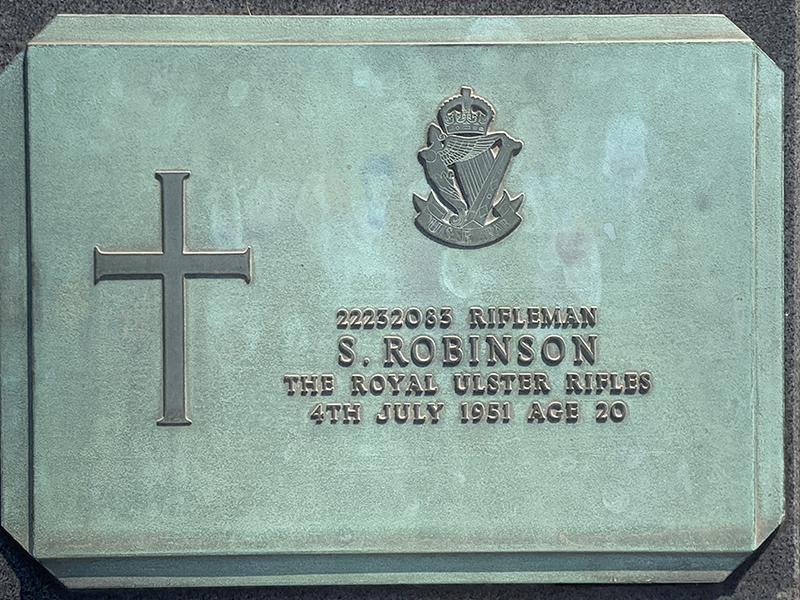 22232083 RIFLEMAN
S. ROBINSON
THE ROYAL ULSTER RIFLES
4TH JULY 1951 AGE 20